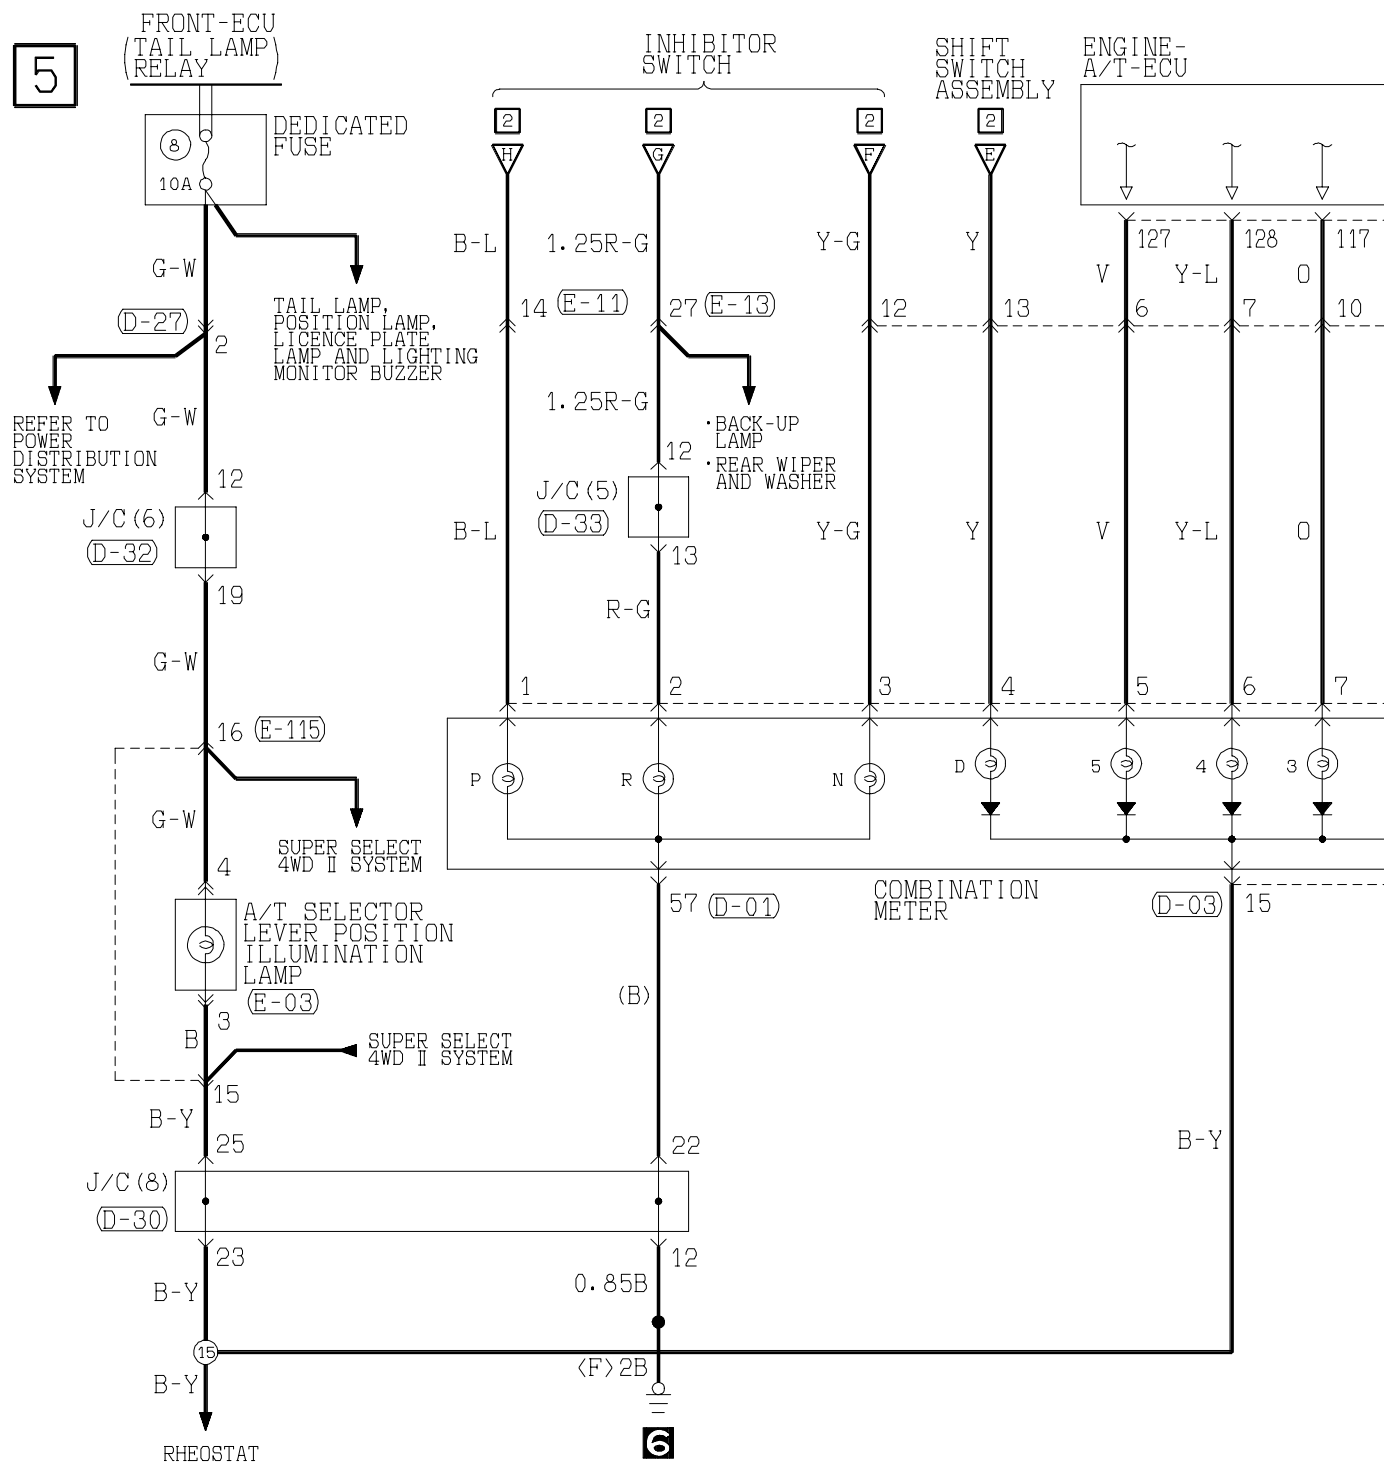 FRONT-ECU
(TAIL LAMP
RELAY)
5
INHIBITOR
SWITCH
SHIFT
SWITCH
ASSEMBLY
ENGINE-
A/T-ECU
2
2
2
2
8
10A
DEDICATED
FUSE
H
G
F
E
B-L
1.25R-G
Y-G
Y
127
128
117
G-W
V
Y-L
O
TAIL LAMP,
POSITION LAMP,
LICENCE PLATE
LAMP AND LIGHTING
MONITOR BUZZER
D-27
2
14
E-11
27
E-13
12
13
6
7
10
G-W
1.25R-G
REFER TO
POWER
DISTRIBUTION
SYSTEM
·BACK-UP
LAMP
·REAR WIPER
AND WASHER
12
12
J/C(6)
D-32
J/C(5)
D-33
B-L
Y-G
Y
V
Y-L
O
13
19
R-G
G-W
1
2
3
4
5
6
7
16
E-115
P
R
N
D
5
4
3
G-W
SUPER SELECT
4WD Ⅱ SYSTEM
4
COMBINATION
METER
57
D-01
D-03
15
A/T SELECTOR
LEVER POSITION
ILLUMINATION
LAMP
E-03
(B)
3
B
SUPER SELECT
4WD Ⅱ SYSTEM
15
B-Y
B-Y
25
22
J/C(8)
D-30
23
12
B-Y
0.85B
15
<F>2B
B-Y
RHEOSTAT
6